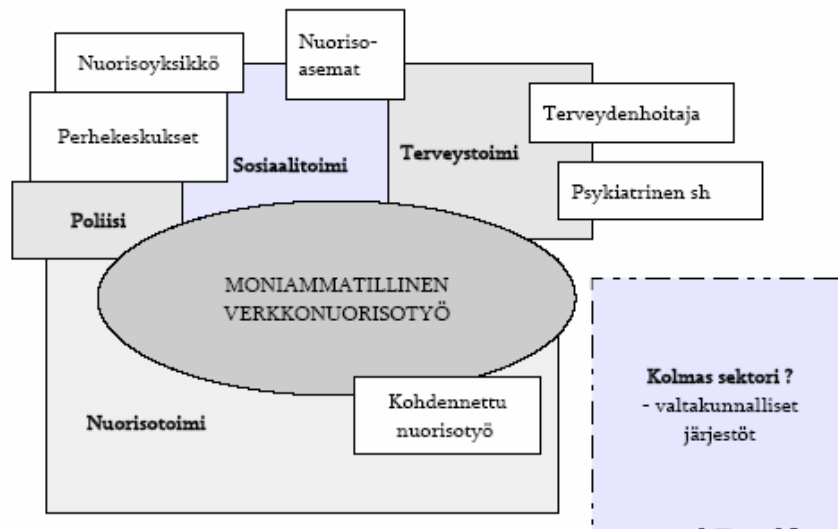 Nuorisoyksikkö
Nuoriso-
asemat
Perhekeskukset
Sosiaalitoimi
Terveystoimi
Terveydenhoitaja
Psykiatrinen sh
Poliisi
MONIAMMATILLINEN
VERKKONUORISOTYÖ
Kohdennettu
nuorisotyö
Nuorisotoimi
Kolmas sektori ?
- valtakunnalliset
järjestöt